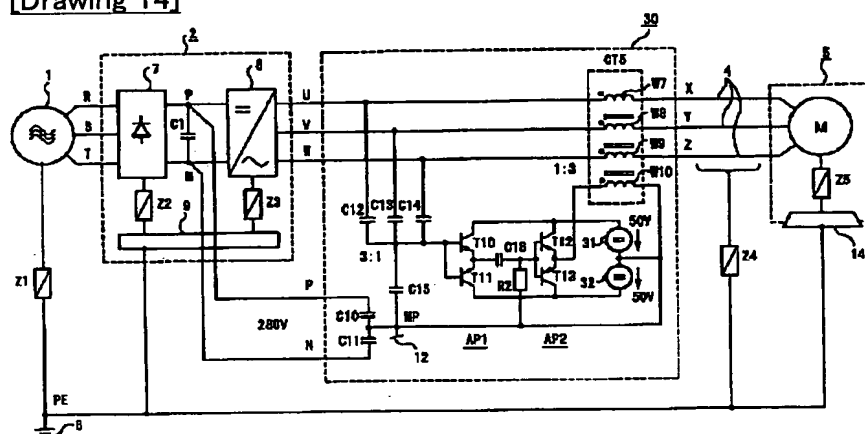 [Drawing 14]
30
2
CT5
5
1
7
P
8
U
W7
X
4
R
V
W8
Y
M
S
C1
W
W9
Z
T
N
W10
1:3
Z2
9
Z3
C12
C13
C14
Z5
50V
T10
C18
T12
31
14
3:1
T11
R2
T13
32
Z4
Z1
C15
50V
P
C10
MP
280V
C11
N
12
AP1
AP2
PE
6